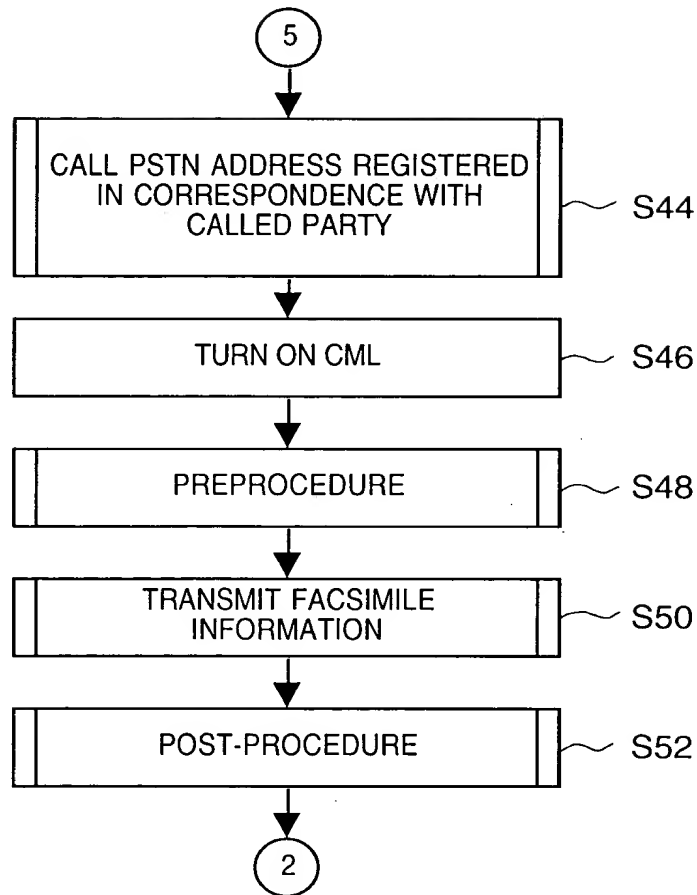 5
CALL PSTN ADDRESS REGISTERED
IN CORRESPONDENCE WITH
CALLED PARTY
S44
TURN ON CML
S46
PREPROCEDURE
S48
TRANSMIT FACSIMILE
INFORMATION
S50
POST-PROCEDURE
S52
2